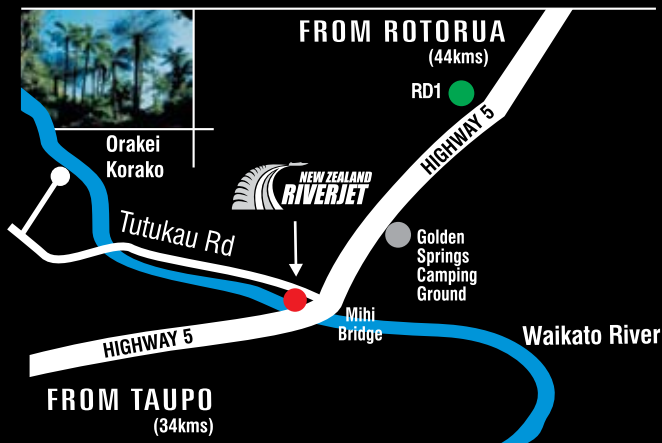 FROM ROTORUA
(44kms)
RD1
HIGHWAY 5
Orakei
Korako
NEW ZEALAND
RIVERJET
Tutukau Rd
Golden
Springs
Camping
Ground
Mihi
Bridge
Waikato River
HIGHWAY 5
FROM TAUPO
(34kms)